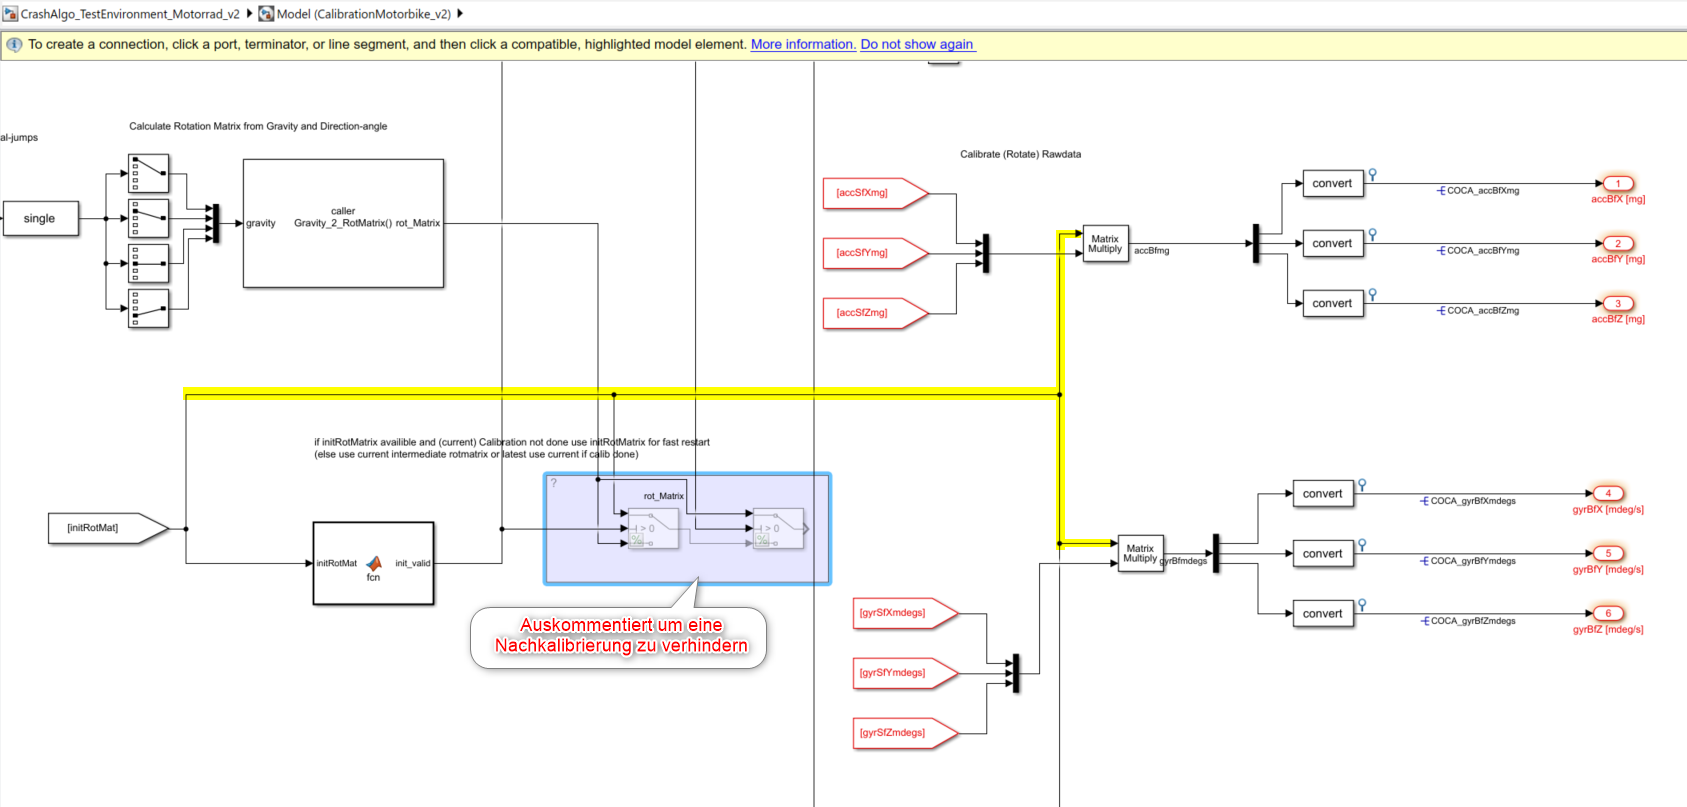 CrashAlgo_TestEnvironment_Motorrad_v2 Model (CalibrationMotorbike_v2)
To create a connection, click a port, terminator, or line segment, and then click a compatible, highlighted model element. More information. Do not show again
al-jumps
Calculate Rotation Matrix from Gravity and Direction-angle
single
gravity
caller
Gravity_2_RotMatrix() rot_Matrix
Calibrate (Rotate) Rawdata
[accSfXmg]
[accSfYmg]
[accSfZmg]
Matrix
Multiply
accBfmg
convert
COCA_accBfXmg
1
accBfX [mg]
convert
COCA_accBfYmg
2
accBfY [mg]
convert
COCA_accBfZmg
3
accBfZ [mg]
if initRotMatrix availible and (current) Calibration not done use initRotMatrix for fast restart
(else use current intermediate rotmatrix or latest use current if calib done)
[initRotMat]
initRotMat
fcn
init_valid
?
rot_Matrix
> 0
> 0
%
%
Auskommentiert um eine
Nachkalibrierung zu verhindern
[gyrSfXmdegs]
[gyrSfYmdegs]
[gyrSfZmdegs]
Matrix
Multiply
gyrBfmdegs
convert
COCA_gyrBfXmdegs
4
gyrBfX [mdeg/s]
convert
COCA_gyrBfYmdegs
5
gyrBfY [mdeg/s]
convert
COCA_gyrBfZmdegs
6
gyrBfZ [mdeg/s]